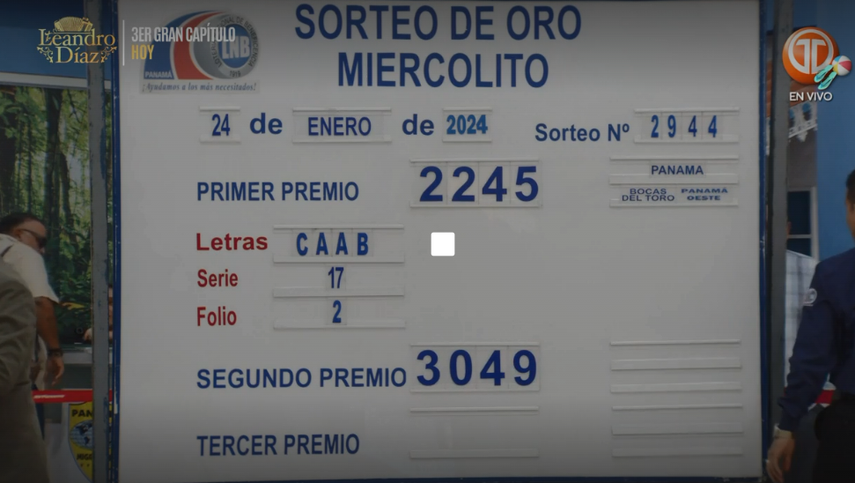 Leandro
Díaz
3ER GRAN CAPÍTULO
HOY
EN VIVO
LNB
PANAMÁ
¡Ayudamos a los más necesitados!
SORTEO DE ORO
MIERCOLITO
24 de ENERO de 2024 Sorteo Nº 2944
PRIMER PREMIO 2245
PANAMA
BOCAS DEL TORO PANAMA OESTE
Letras CAAB
Serie 17
Folio 2
SEGUNDO PREMIO 3049
TERCER PREMIO
PAN